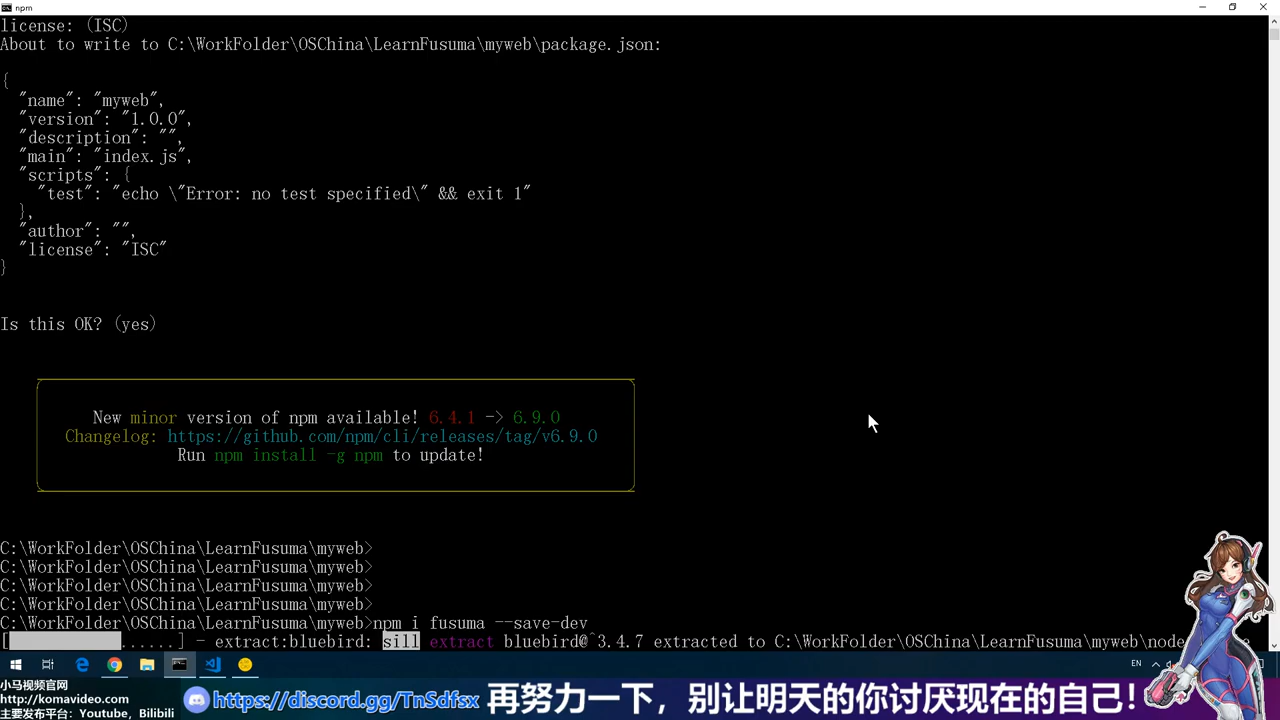 npm
license: (ISC)
About to write to C:\WorkFolder\OSChina\LearnFusuma\myweb\package.json:
{
"name": "myweb",
"version": "1.0.0",
"description": "",
"main": "index.js",
"scripts": {
"test": "echo \"Error: no test specified\" && exit 1"
},
"author": "",
"license": "ISC"
}
Is this OK? (yes)
New minor version of npm available! 6.4.1 -> 6.9.0
Changelog: https://github.com/npm/cli/releases/tag/v6.9.0
Run npm install -g npm to update!
C:\WorkFolder\OSChina\LearnFusuma\myweb>
C:\WorkFolder\OSChina\LearnFusuma\myweb>
C:\WorkFolder\OSChina\LearnFusuma\myweb>
C:\WorkFolder\OSChina\LearnFusuma\myweb>
C:\WorkFolder\OSChina\LearnFusuma\myweb>npm i fusuma --save-dev
[ ......] - extract:bluebird: sill extract bluebird@^3.4.7 extracted to C:\WorkFolder\OSChina\LearnFusuma\myweb\node
EN
小马视频官网
http://komavideo.com
主要发布平台：Youtube，Bilibili
https://discord.gg/TnSdfsx 再努力一下，别让明天的你讨厌现在的自己！